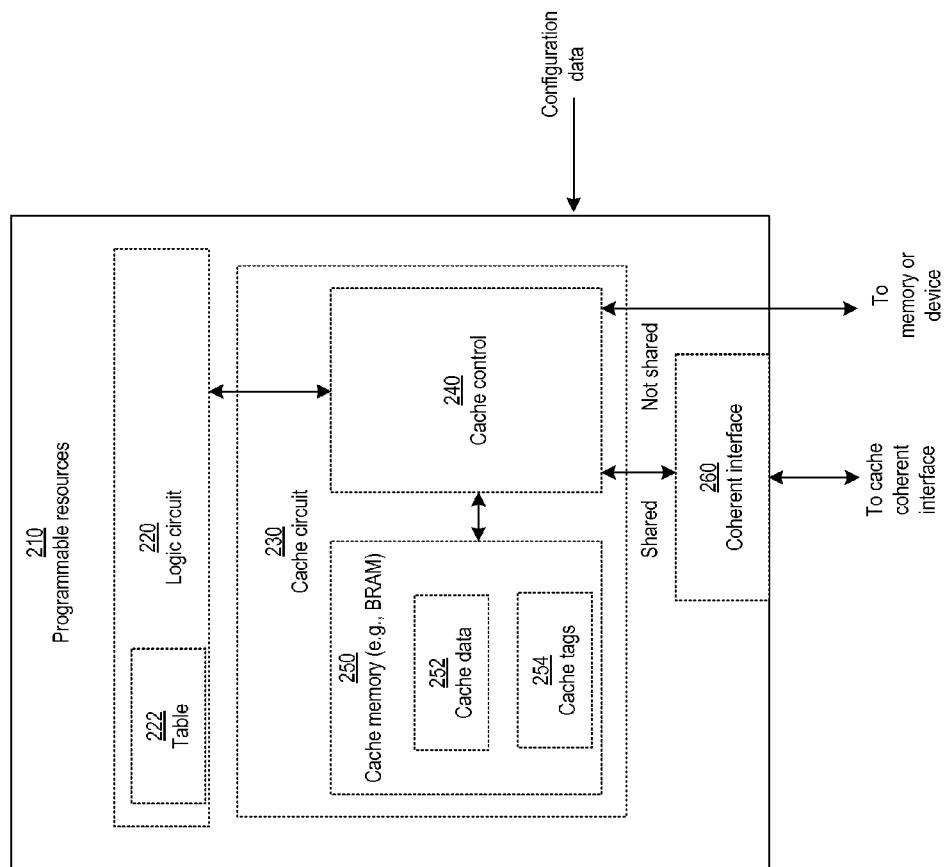 210
Programmable resources
222
Table
220
Logic circuit
230
Cache circuit
250
Cache memory (e.g., BRAM)
252
Cache data
254
Cache tags
240
Cache control
Shared
Not shared
260
Coherent interface
To cache
coherent
interface
To
memory or
device
Configuration
data